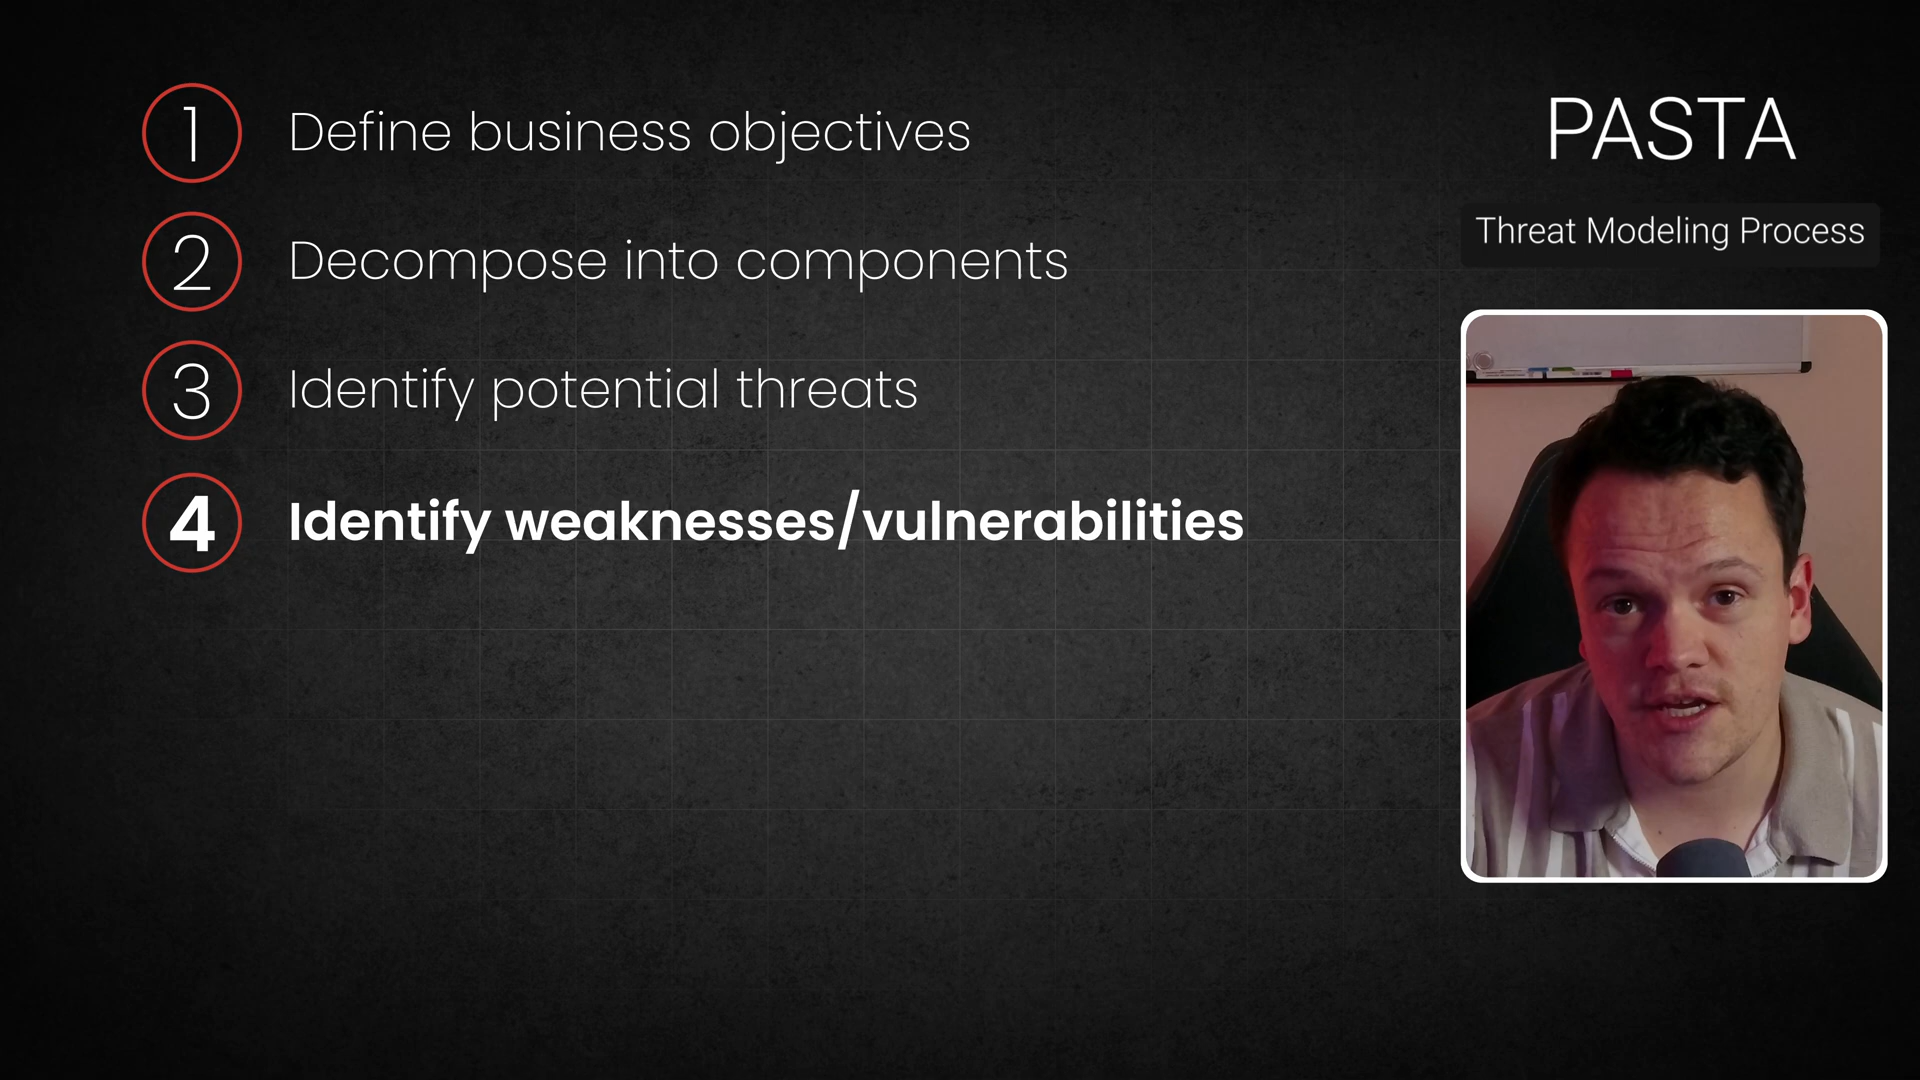 1 Define business objectives
2 Decompose into components
3 Identify potential threats
4 Identify weaknesses/vulnerabilities
PASTA
Threat Modeling Process